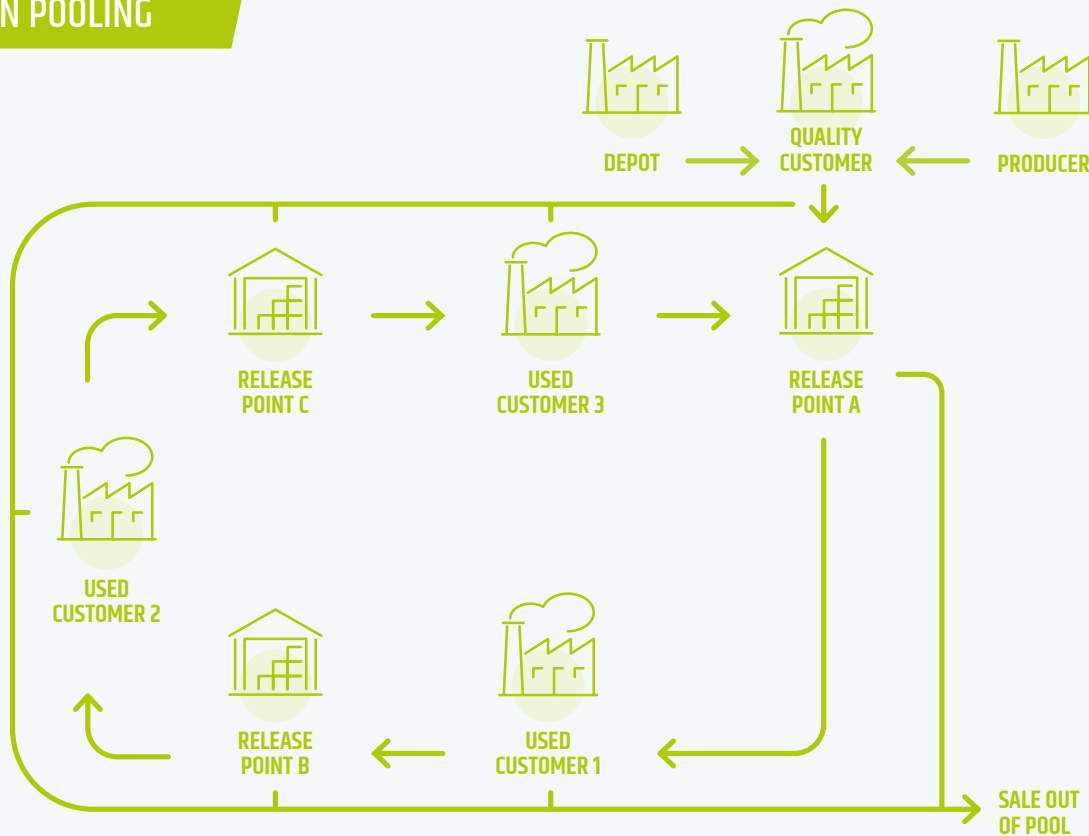 N POOLING
DEPOT
QUALITY
CUSTOMER
PRODUCER
RELEASE
POINT C
USED
CUSTOMER 3
RELEASE
POINT A
USED
CUSTOMER 2
RELEASE
POINT B
USED
CUSTOMER 1
SALE OUT
OF POOL